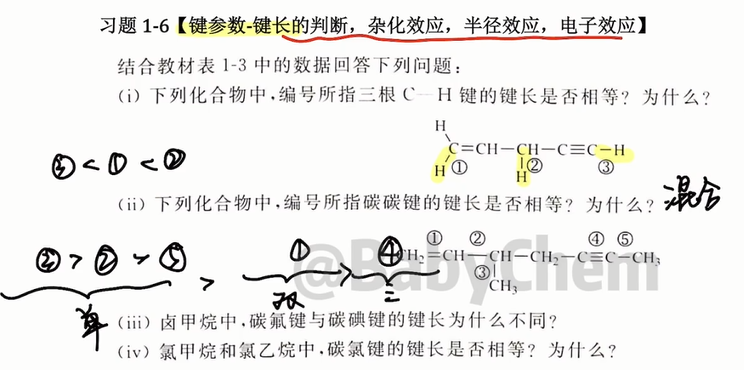 习题 1-6【键参数-键长的判断，杂化效应，半径效应，电子效应】
结合教材表 1-3 中的数据回答下列问题：
(i) 下列化合物中，编号所指三根 C—H 键的键长是否相等？为什么？
H
C=CH—CH—C≡C—H
H ① H ② ③
③<①<②
(ii) 下列化合物中，编号所指碳碳键的键长是否相等？为什么？ 混合
① ② ④ ⑤
③>②>⑤ > ① > ④ CH₂=CH—CH—CH₂—C≡C—CH₃
③ CH₃
单 双 三
@BabyChem
(iii) 卤甲烷中，碳氟键与碳碘键的键长为什么不同？
(iv) 氯甲烷和氯乙烷中，碳氯键的键长是否相等？为什么？